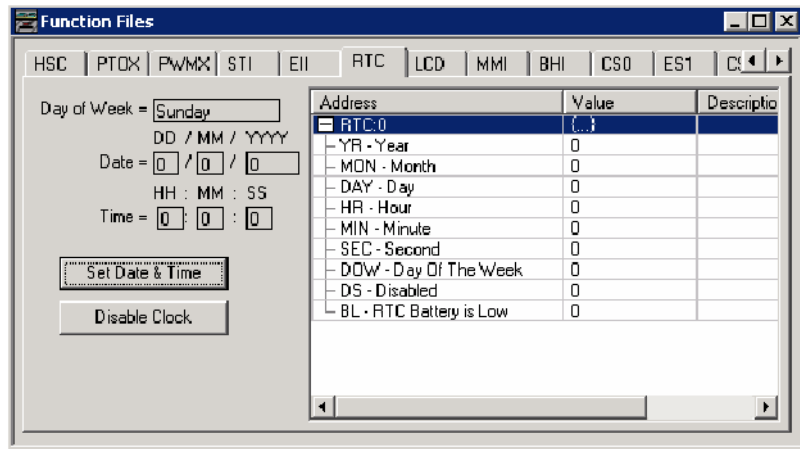 Function Files
HSC PTOX PWMX STI EII RTC LCD MMI BHI CS0 ES1
Day of Week = Sunday
DD / MM / YYYY
Date = 0 / 0 / 0
HH : MM : SS
Time = 0 : 0 : 0
Set Date & Time
Disable Clock
Address Value Descriptio
RTC:0 {...}
YR - Year 0
MON - Month 0
DAY - Day 0
HR - Hour 0
MIN - Minute 0
SEC - Second 0
DOW - Day Of The Week 0
DS - Disabled 0
BL - RTC Battery is Low 0